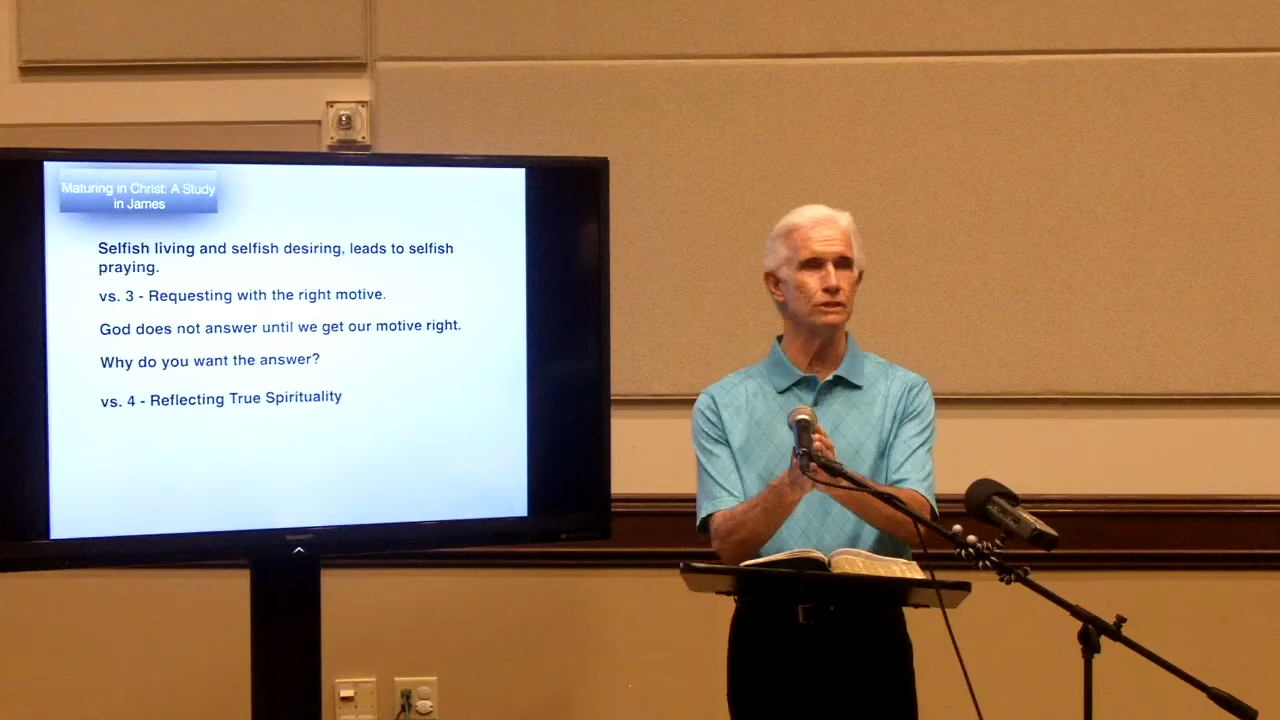 Maturing in Christ: A Study
in James
Selfish living and selfish desiring, leads to selfish
praying.
vs. 3 - Requesting with the right motive.
God does not answer until we get our motive right.
Why do you want the answer?
vs. 4 - Reflecting True Spirituality
SHARP